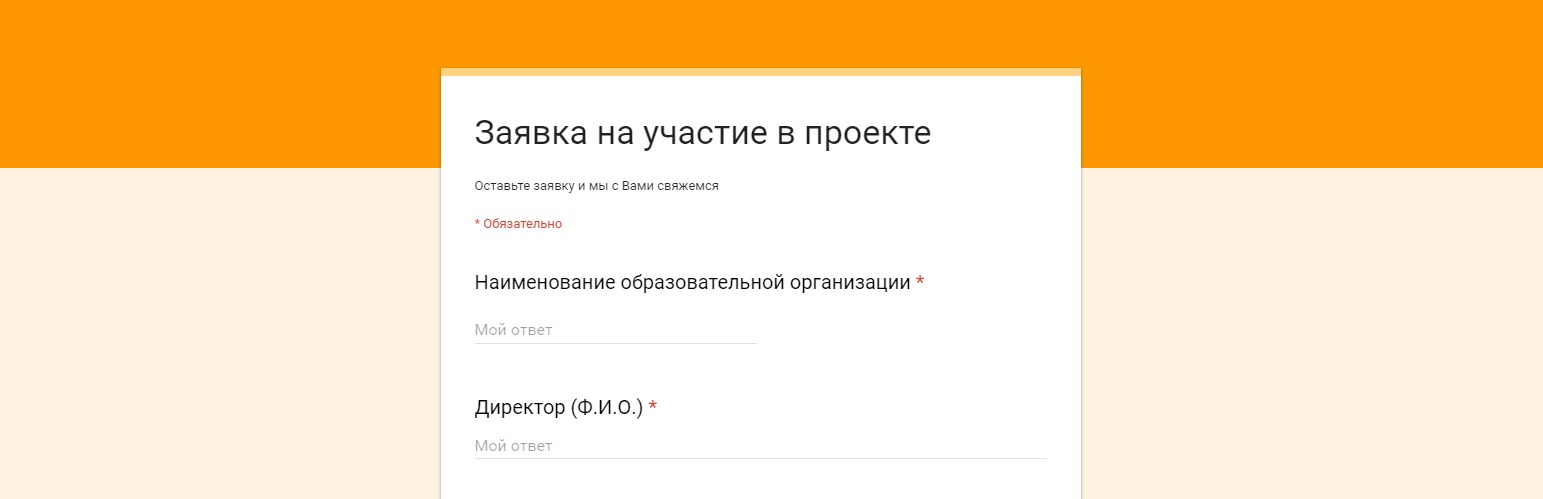 Заявка на участие в проекте
Оставьте заявку и мы с Вами свяжемся
* Обязательно
Наименование образовательной организации *
Мой ответ
Директор (Ф.И.О.) *
Мой ответ